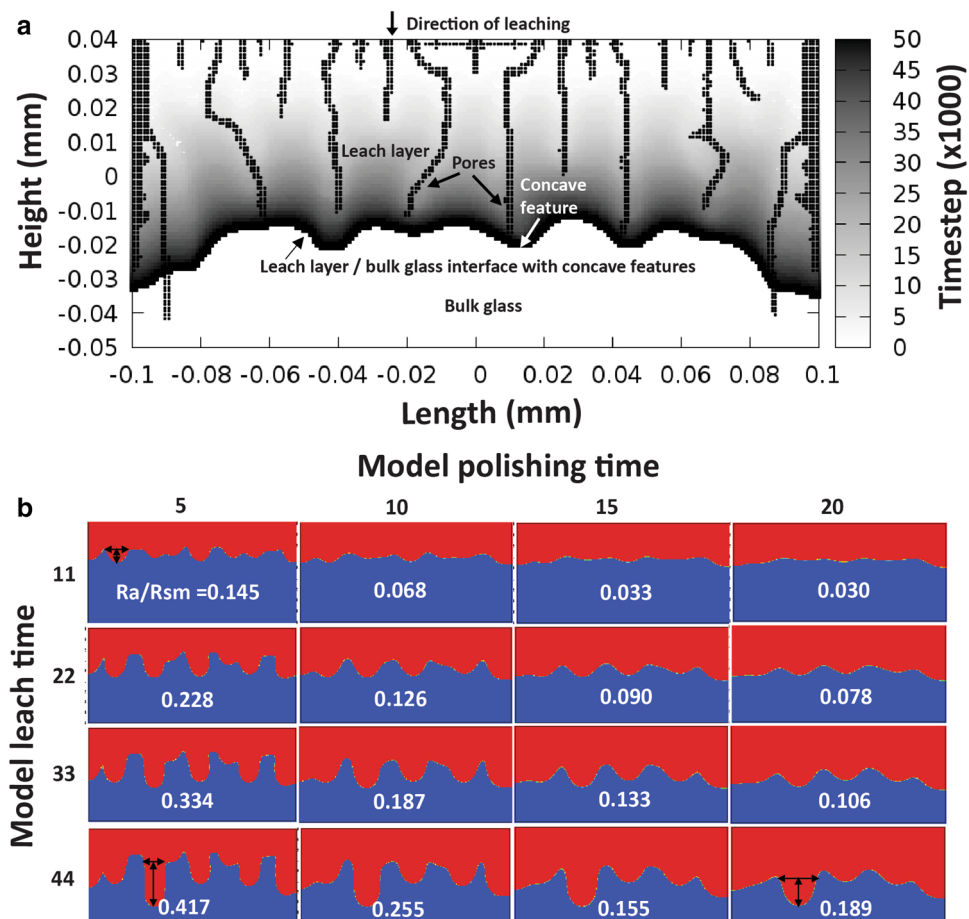 a
Direction of leaching
0.04
0.03
0.02
0.01
0
-0.01
-0.02
-0.03
-0.04
-0.05
Height (mm)
Leach layer
Pores
Concave
feature
Leach layer / bulk glass interface with concave features
Bulk glass
50
45
40
35
30
25
20
15
10
5
0
Timestep (x1000)
-0.1 -0.08 -0.06 -0.04 -0.02 0 0.02 0.04 0.06 0.08 0.1
Length (mm)
Model polishing time
b
5 10 15 20
Model leach time
11 Ra/Rsm =0.145 0.068 0.033 0.030
22 0.228 0.126 0.090 0.078
33 0.334 0.187 0.133 0.106
44 0.417 0.255 0.155 0.189